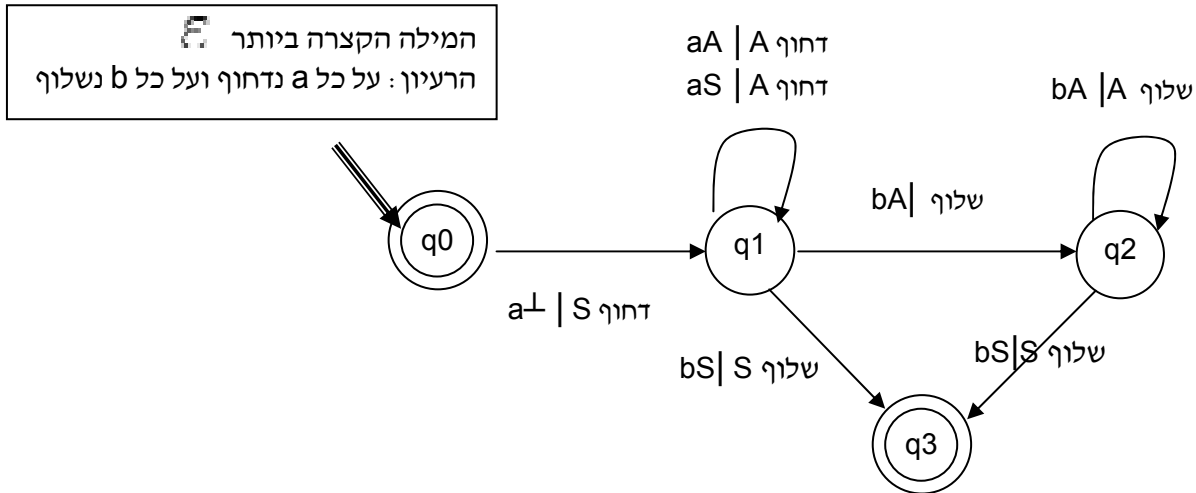 המילה הקצרה ביותר ε
הרעיון : על כל a נדחוף ועל כל b נשלוף
aA | A דחוף
aS | A דחוף
bA |A שלוף
bA| שלוף
q0
q1
q2
a⊥ | S דחוף
bS| S שלוף
bS|S שלוף
q3